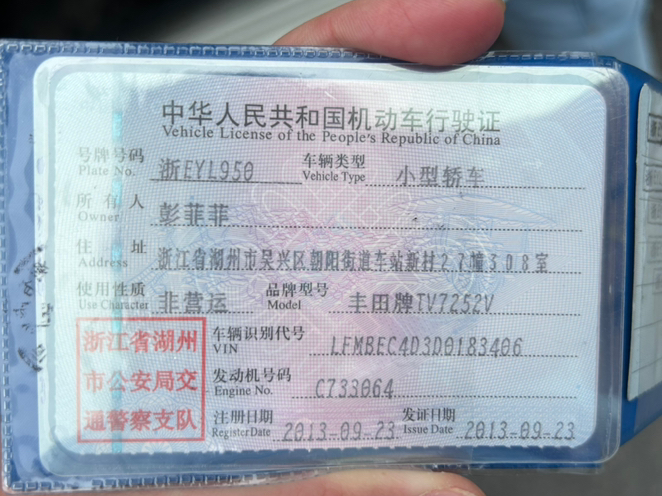 中华人民共和国机动车行驶证
Vehicle License of the People's Republic of China
号牌号码 Plate No. 浙EYL950 车辆类型 Vehicle Type 小型轿车
所有人 Owner 彭菲菲
住址 Address 浙江省湖州市吴兴区朝阳街道车站新村27幢308室
使用性质 Use Character 非营运 品牌型号 Model 丰田牌TV7252V
浙江省湖州
市公安局交
通警察支队
车辆识别代号 VIN LFMBEC4D3D0183406
发动机号码 Engine No. C733064
注册日期 Register Date 2013-09-23 发证日期 Issue Date 2013-09-23